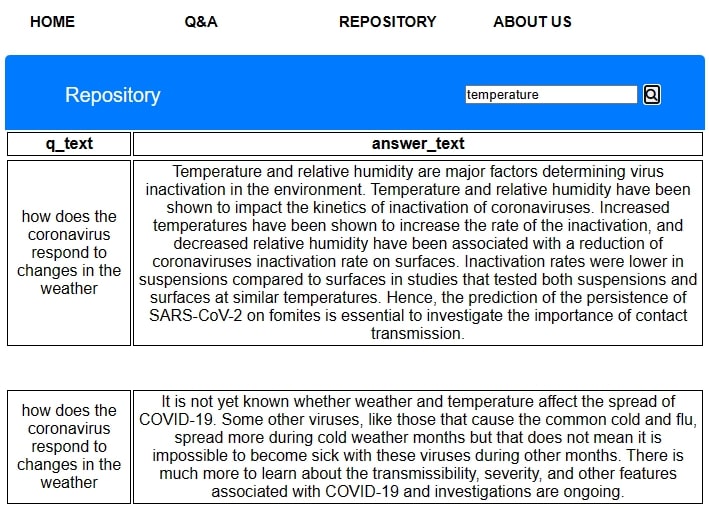 HOME Q&A REPOSITORY ABOUT US
Repository temperature
q_text answer_text
how does the
coronavirus
respond to
changes in the
weather
Temperature and relative humidity are major factors determining virus
inactivation in the environment. Temperature and relative humidity have been
shown to impact the kinetics of inactivation of coronaviruses. Increased
temperatures have been shown to increase the rate of the inactivation, and
decreased relative humidity have been associated with a reduction of
coronaviruses inactivation rate on surfaces. Inactivation rates were lower in
suspensions compared to surfaces in studies that tested both suspensions and
surfaces at similar temperatures. Hence, the prediction of the persistence of
SARS-CoV-2 on fomites is essential to investigate the importance of contact
transmission.
how does the
coronavirus
respond to
changes in the
weather
It is not yet known whether weather and temperature affect the spread of
COVID-19. Some other viruses, like those that cause the common cold and flu,
spread more during cold weather months but that does not mean it is
impossible to become sick with these viruses during other months. There is
much more to learn about the transmissibility, severity, and other features
associated with COVID-19 and investigations are ongoing.